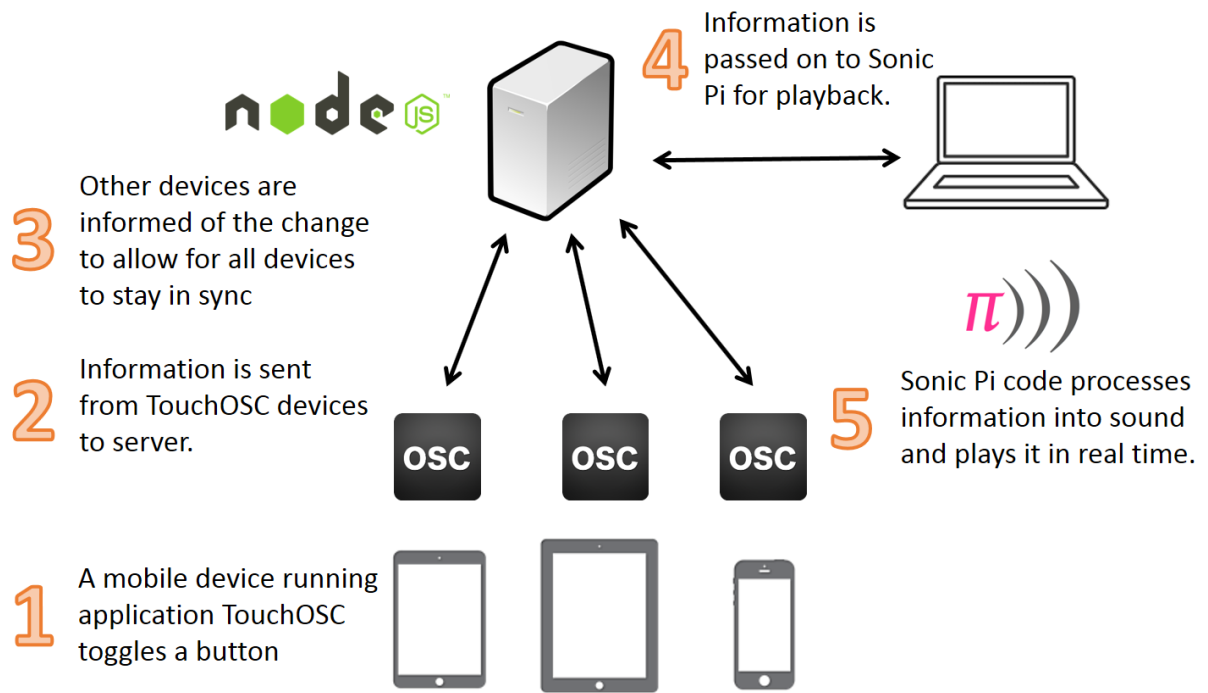 4
Information is
passed on to Sonic
Pi for playback.
node
JS
™
3
Other devices are
informed of the change
to allow for all devices
to stay in sync
2
Information is sent
from TouchOSC devices
to server.
OSC
OSC
OSC
π
5
Sonic Pi code processes
information into sound
and plays it in real time.
1
A mobile device running
application TouchOSC
toggles a button